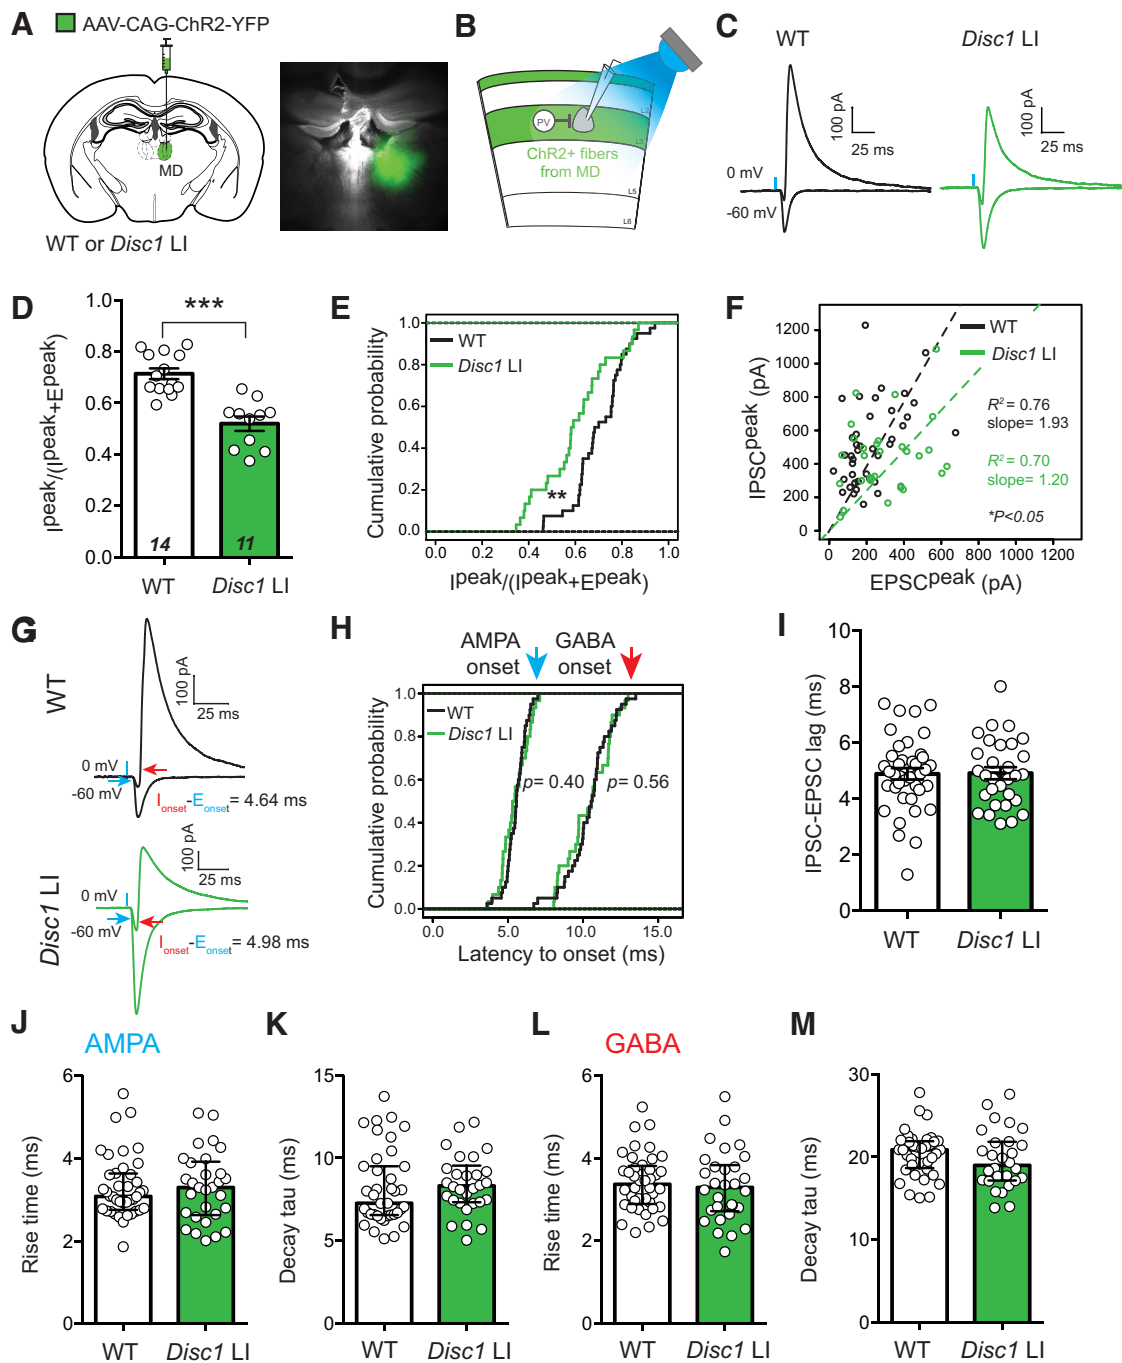 A
AAV-CAG-ChR2-YFP
MD
WT or Disc1 LI
B
PV
ChR2+ fibers
from MD
L3
L5
L6
C
WT
Disc1 LI
100 pA
25 ms
100 pA
25 ms
0 mV
-60 mV
D
***
Ipeak/(Ipeak+Epeak)
1.0
0.8
0.6
0.4
0.2
0.0
14
11
WT
Disc1 LI
E
Cumulative probability
1.0
0.8
0.6
0.4
0.2
0.0
WT
Disc1 LI
**
0.0
0.2
0.4
0.6
0.8
1.0
Ipeak/(Ipeak+Epeak)
F
IPSCpeak (pA)
1200
1000
800
600
400
200
0
WT
Disc1 LI
R2 = 0.76
slope= 1.93
R2 = 0.70
slope= 1.20
*P<0.05
0 200 400 600 800 1000 1200
EPSCpeak (pA)
G
WT
100 pA
25 ms
0 mV
-60 mV
Ionset-Eonset = 4.64 ms
Disc1 LI
100 pA
25 ms
0 mV
-60 mV
Ionset-Eonset = 4.98 ms
H
AMPA
onset
GABA
onset
Cumulative probability
1.0
0.8
0.6
0.4
0.2
0.0
WT
Disc1 LI
p= 0.40
p= 0.56
0.0
5.0
10.0
15.0
Latency to onset (ms)
I
IPSC-EPSC lag (ms)
10
8
6
4
2
0
WT
Disc1 LI
J
AMPA
Rise time (ms)
6
4
2
0
WT
Disc1 LI
K
Decay tau (ms)
15
10
5
0
WT
Disc1 LI
L
GABA
Rise time (ms)
6
4
2
0
WT
Disc1 LI
M
Decay tau (ms)
30
20
10
0
WT
Disc1 LI